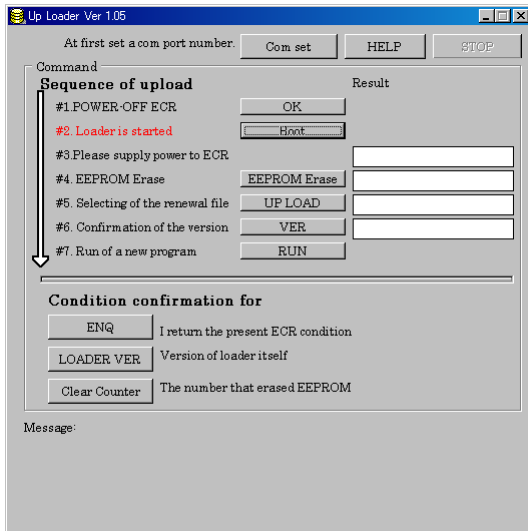 Up Loader Ver 1.05
At first set a com port number. Com set HELP STOP
Command
Sequence of upload Result
#1.POWER-OFF ECR OK
#2. Loader is started Hoot
#3.Please supply power to ECR
#4. EEPROM Erase EEPROM Erase
#5. Selecting of the renewal file UP LOAD
#6. Confirmation of the version VER
#7. Run of a new program RUN
Condition confirmation for
ENQ I return the present ECR condition
LOADER VER Version of loader itself
Clear Counter The number that erased EEPROM
Message: